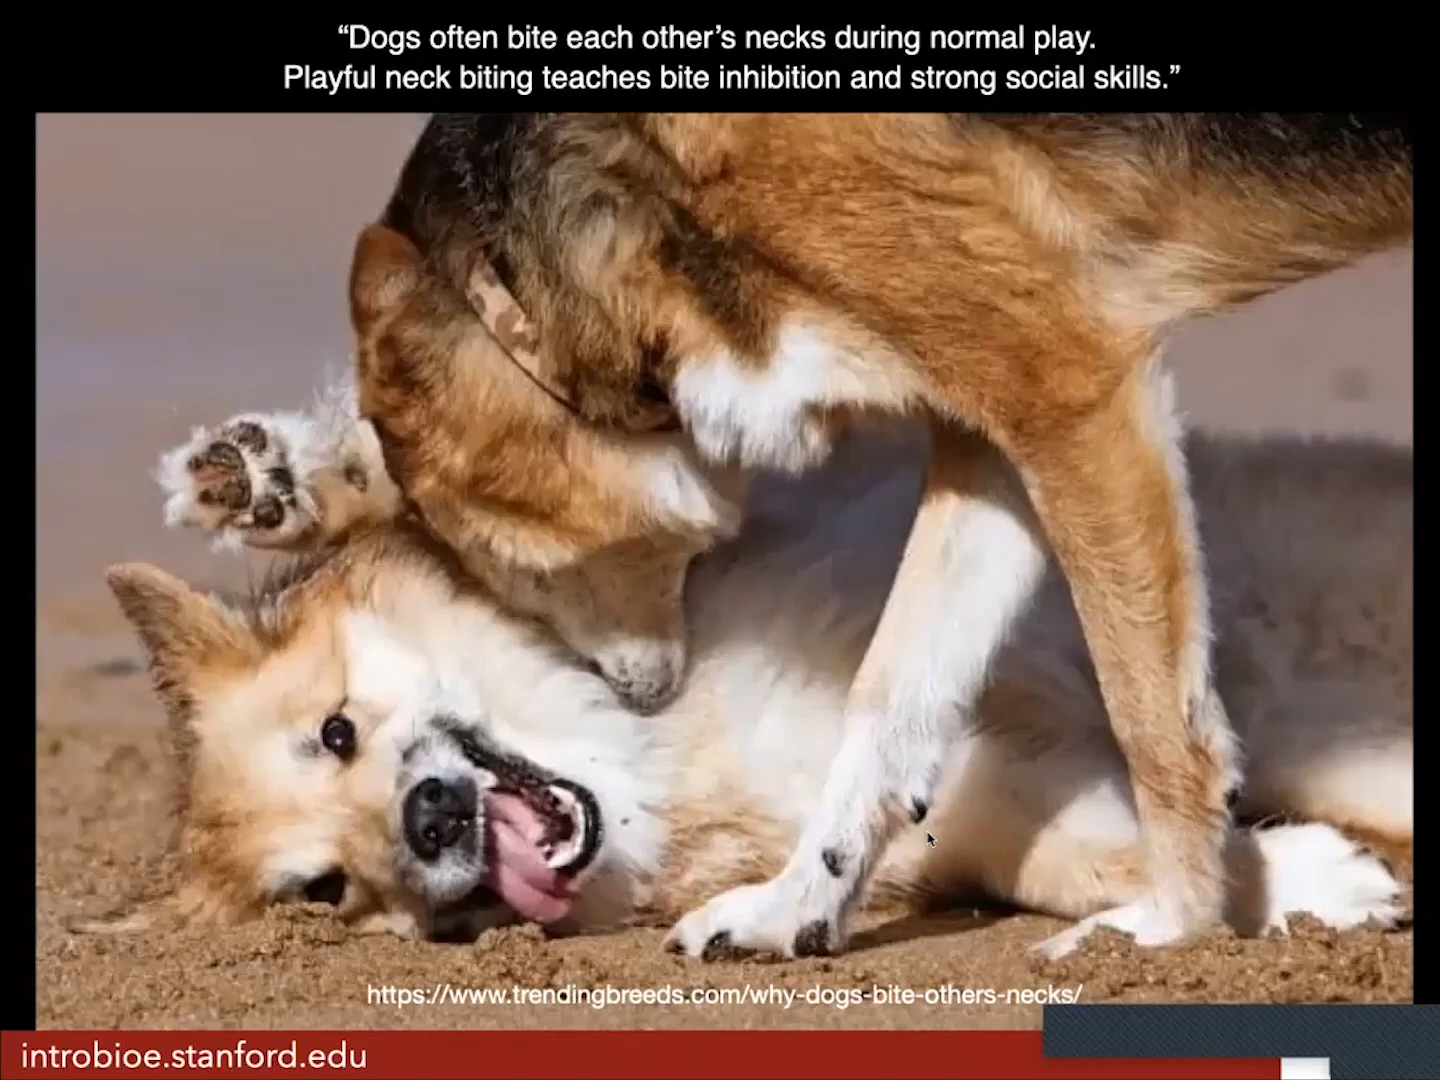 “Dogs often bite each other’s necks during normal play.
Playful neck biting teaches bite inhibition and strong social skills.”
https://www.trendingbreeds.com/why-dogs-bite-others-necks/
introbioe.stanford.edu